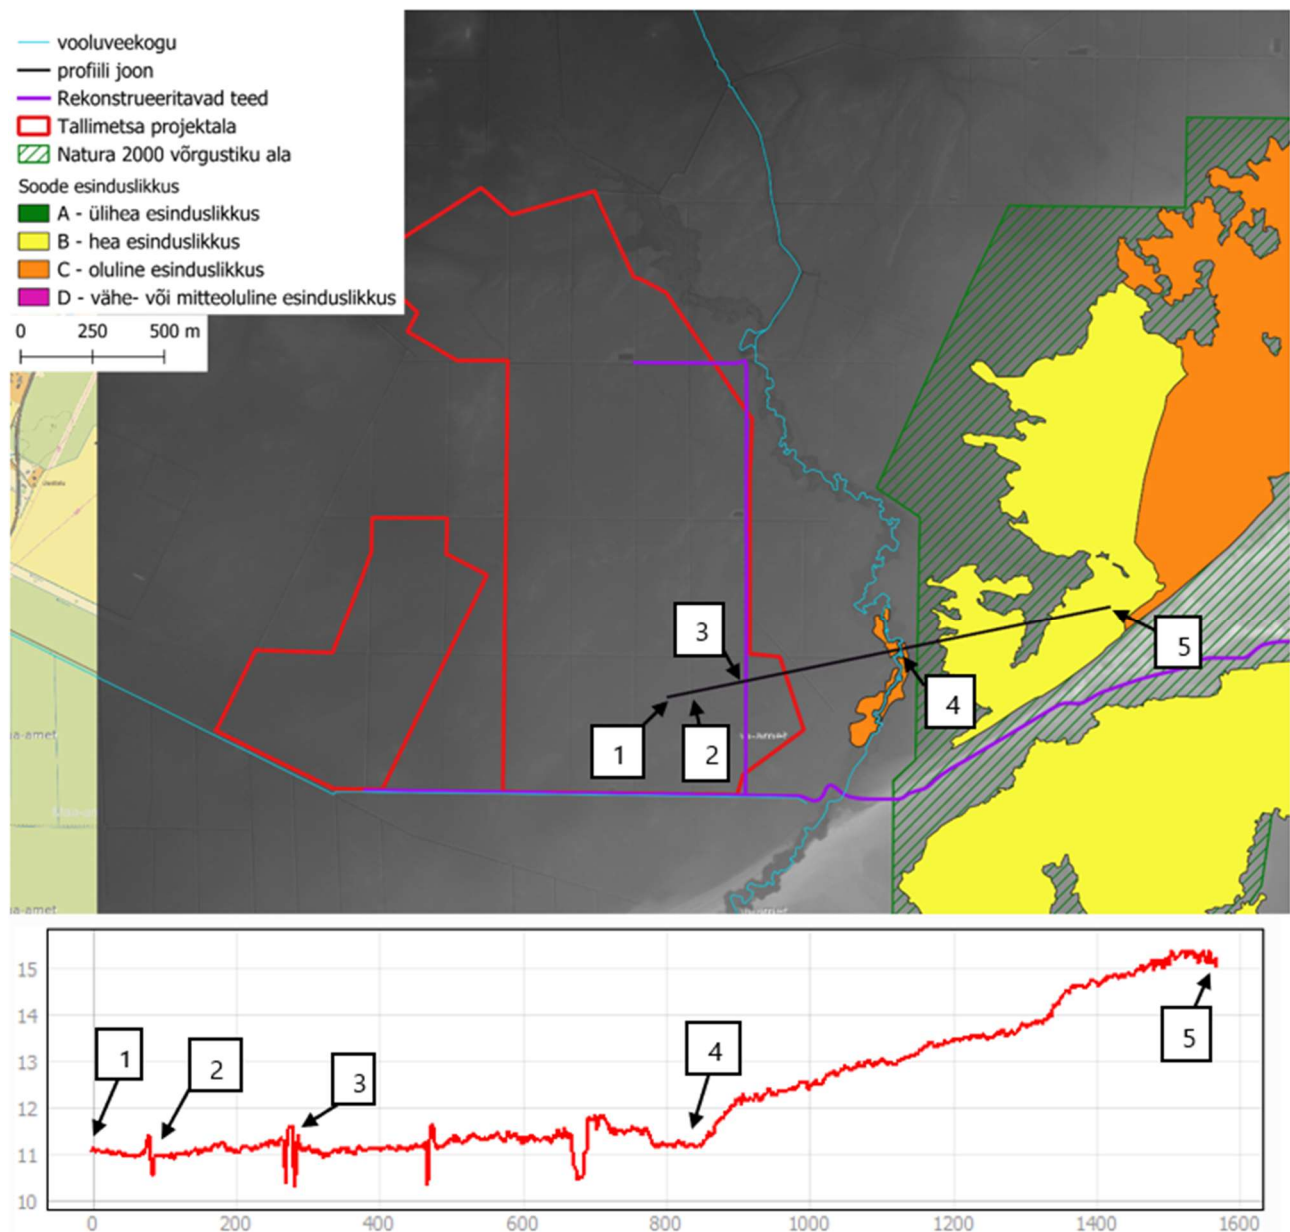 vooluveekogu
profiili joon
Rekonstrueeritavad teed
Tallimetsa projektala
Natura 2000 võrgustiku ala
Soode esinduslikkus
A - ülihea esinduslikkus
B - hea esinduslikkus
C - oluline esinduslikkus
D - vähe- või mitteoluline esinduslikkus
0 250 500 m
3
5
4
1
2
15
14
13
12
11
10
1
2
3
4
5
0 200 400 600 800 1000 1200 1400 1600